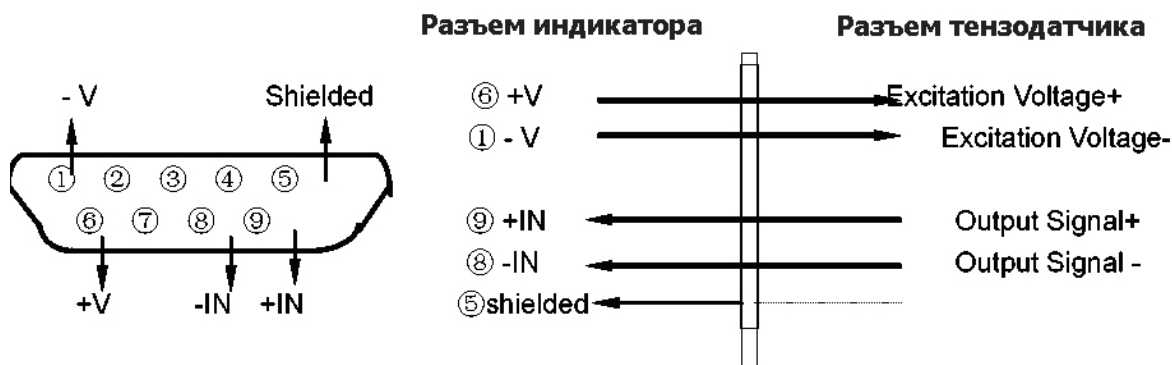 Разъем индикатора
Разъем тензодатчика
- V
Shielded
① ② ③ ④ ⑤
⑥ ⑦ ⑧ ⑨
+V
-IN
+IN
⑥ +V
Excitation Voltage+
① - V
Excitation Voltage-
⑨ +IN
Output Signal+
⑧ -IN
Output Signal -
⑤shielded